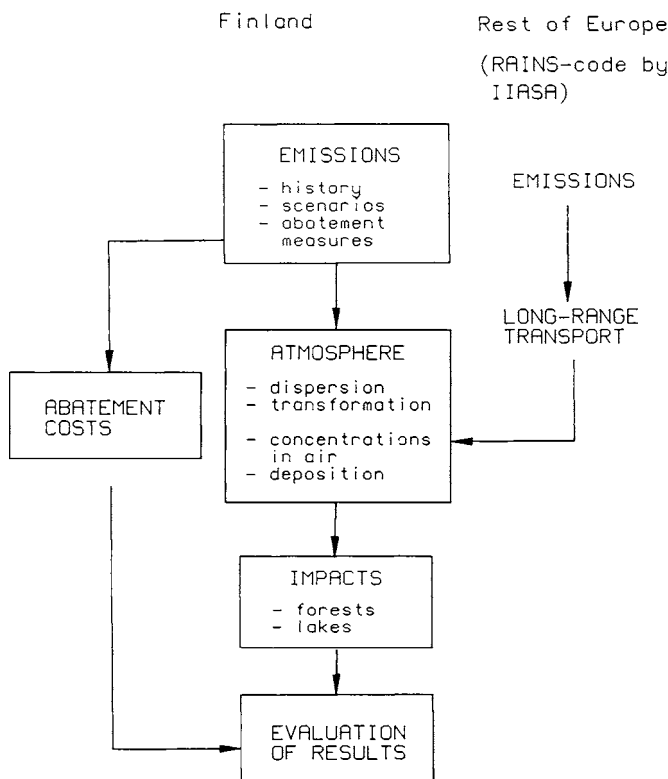 Finland
Rest of Europe
(RAINS-code by
IIASA)
EMISSIONS
- history
- scenarios
- abatement
measures
EMISSIONS
LONG-RANGE
TRANSPORT
ATMOSPHERE
- dispersion
- transformation
- concentrations
in air
- deposition
ABATEMENT
COSTS
IMPACTS
- forests
- lakes
EVALUATION
OF RESULTS